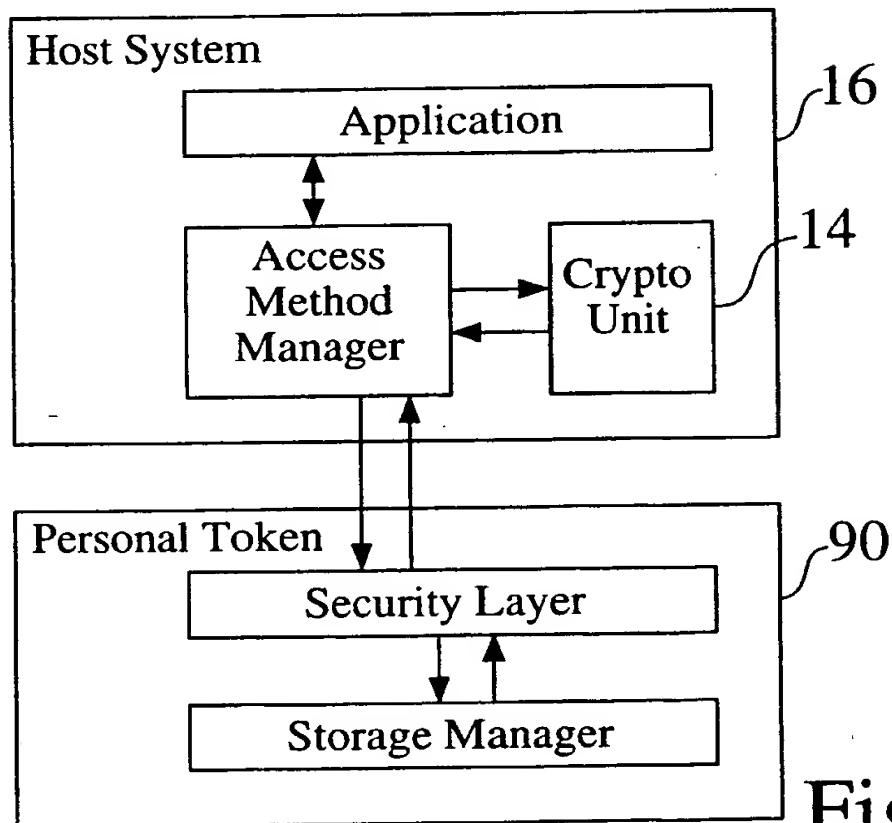 Host System
16
Application
14
Access
Method
Manager
Crypto
Unit
Personal Token
90
Security Layer
Storage Manager